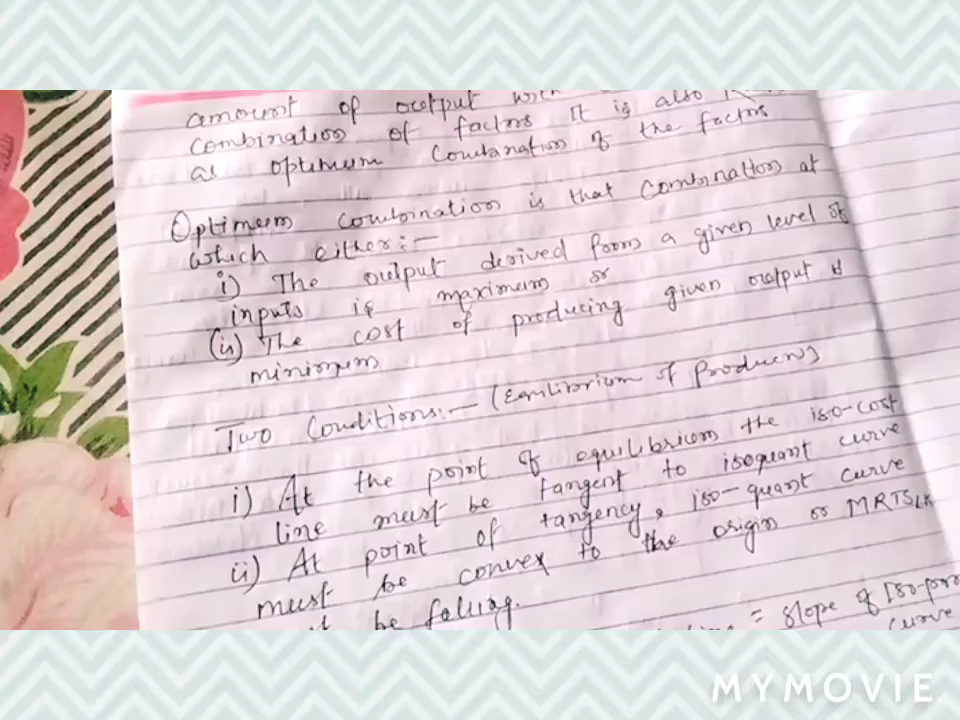 amount of output with
combination of factors It is also
as optimum combination of the factors
Optimum combination is that combination at
which either:-
i) The output derived from a given level of
inputs is maximum or
(ii) The cost of producing given output is
minimum
Two Conditions:- (Equilibrium of Producers)
i) At the point of equilibrium the iso-cost
line must be tangent to isoquant curve
ii) At point of tangency, iso-quant curve
must be convex to the origin or MRTSLK
be falling.
= slope of Iso-pro
curve
MYMOVIE